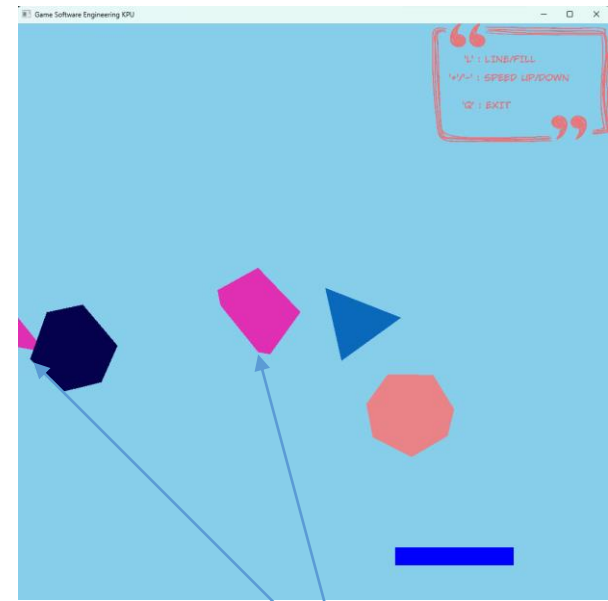 Game Software Engineering KPU
'L' : LINE/FILL
'+'/'-' : SPEED UP/DOWN
'Q' : EXIT